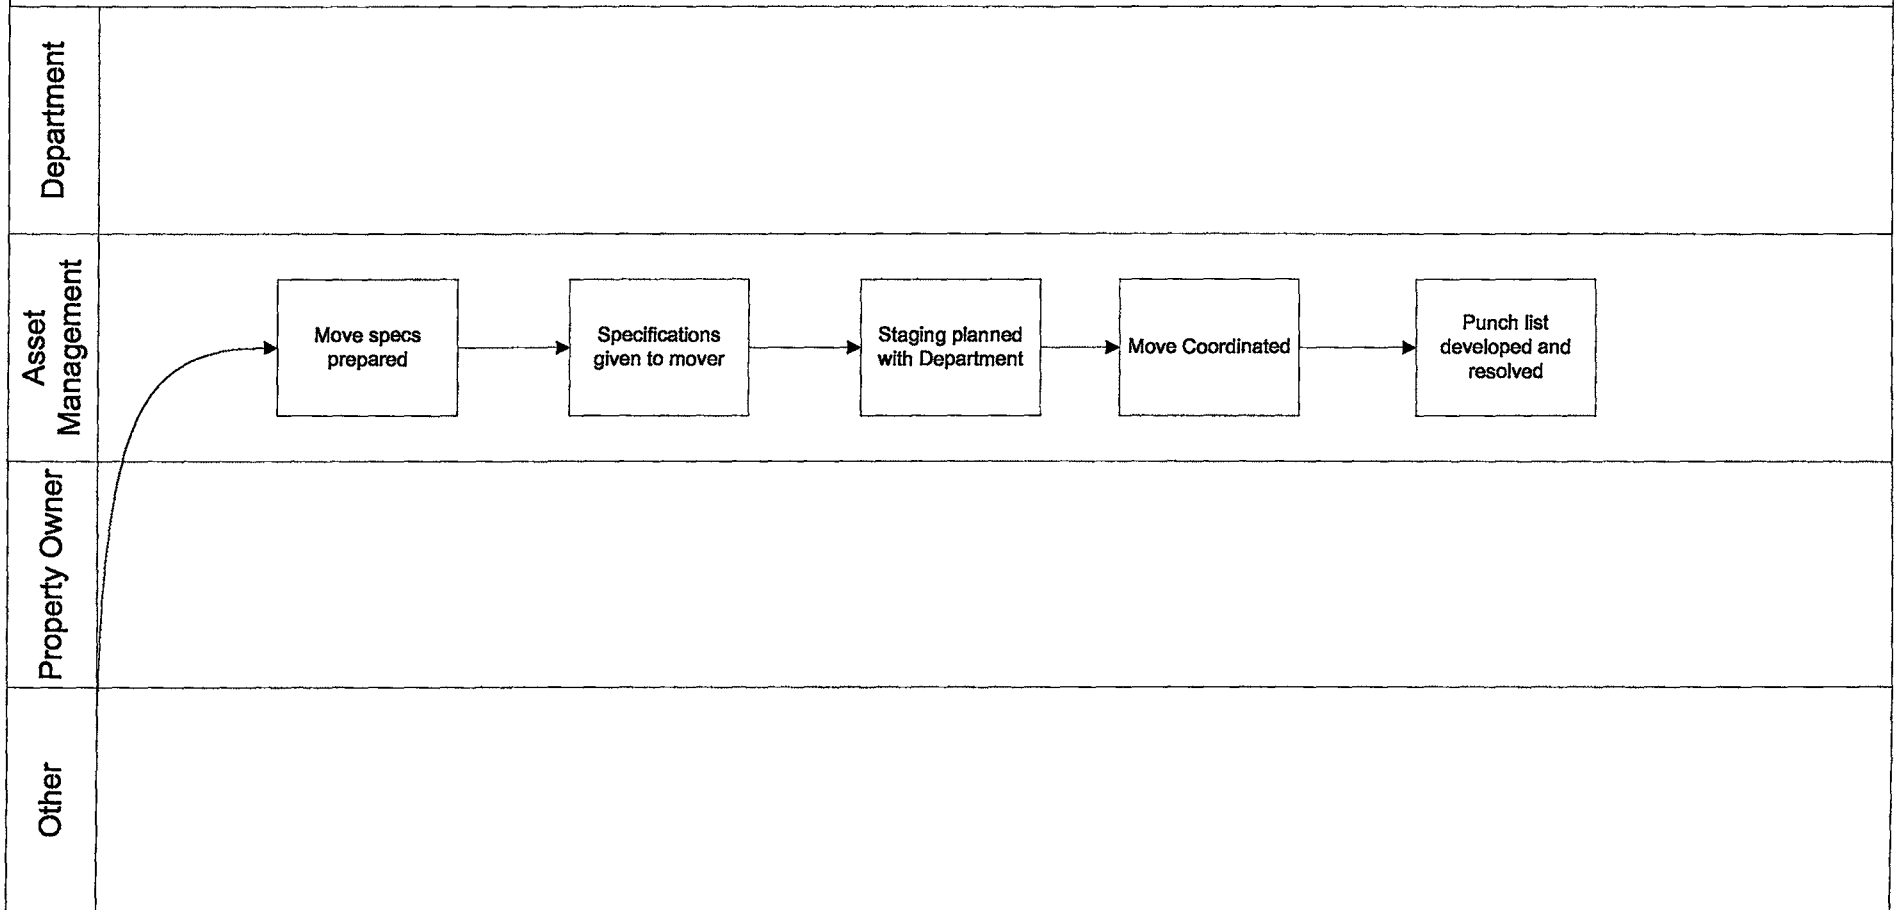 Department
Asset
Management
Move specs
prepared
Specifications
given to mover
Staging planned
with Department
Move Coordinated
Punch list
developed and
resolved
Property Owner
Other